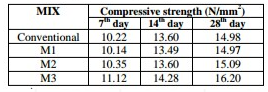 MIX Compressive strength (N/mm²)
7th day 14th day 28th day
Conventional 10.22 13.60 14.98
M1 10.14 13.49 14.97
M2 10.35 13.60 15.09
M3 11.12 14.28 16.20